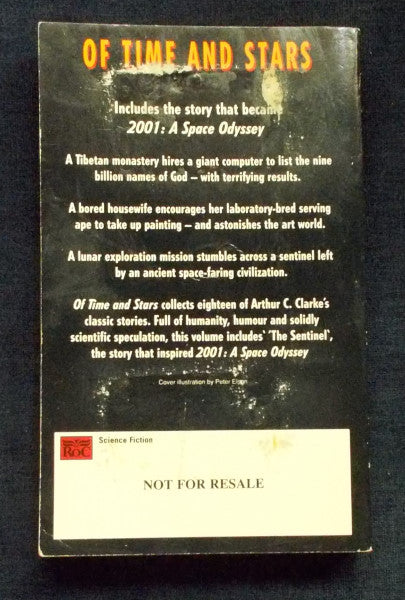 OF TIME AND STARS
Includes the story that became
2001: A Space Odyssey
A Tibetan monastery hires a giant computer to list the nine
billion names of God – with terrifying results.
A bored housewife encourages her laboratory-bred serving
ape to take up painting – and astonishes the art world.
A lunar exploration mission stumbles across a sentinel left
by an ancient space-faring civilization.
Of Time and Stars collects eighteen of Arthur C. Clarke's
classic stories. Full of humanity, humour and solidly
scientific speculation, this volume includes' 'The Sentinel',
the story that inspired 2001: A Space Odyssey
Cover illustration by Peter Elson
ROC
Science Fiction
NOT FOR RESALE